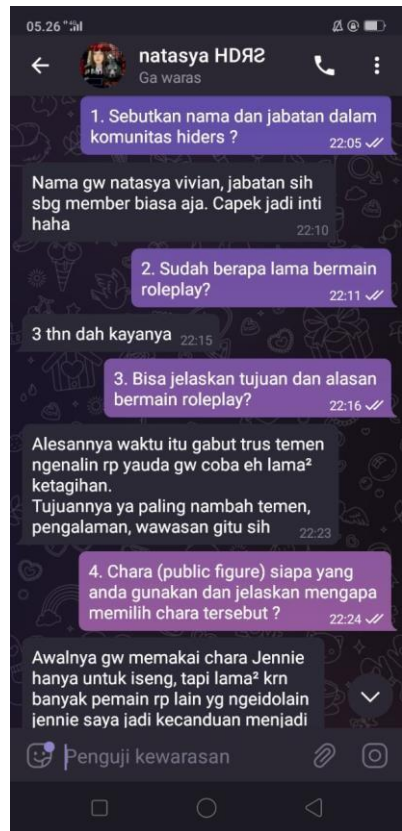 05.26
natasya HDЯƧ
Ga waras
1. Sebutkan nama dan jabatan dalam
komunitas hiders ?
22:05
Nama gw natasya vivian, jabatan sih
sbg member biasa aja. Capek jadi inti
haha
22:10
2. Sudah berapa lama bermain
roleplay?
22:11
3 thn dah kayanya 22:15
3. Bisa jelaskan tujuan dan alasan
bermain roleplay?
22:16
Alesannya waktu itu gabut trus temen
ngenalin rp yauda gw coba eh lama²
ketagihan.
Tujuannya ya paling nambah temen,
pengalaman, wawasan gitu sih
22:23
4. Chara (public figure) siapa yang
anda gunakan dan jelaskan mengapa
memilih chara tersebut ?
22:24
Awalnya gw memakai chara Jennie
hanya untuk iseng, tapi lama² krn
banyak pemain rp lain yg ngeidolain
jennie saya jadi kecanduan menjadi
Penguji kewarasan